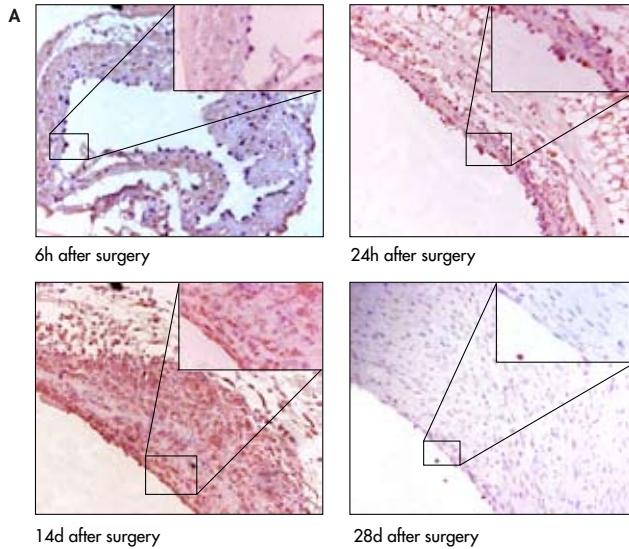 A
6h after surgery
24h after surgery
14d after surgery
28d after surgery